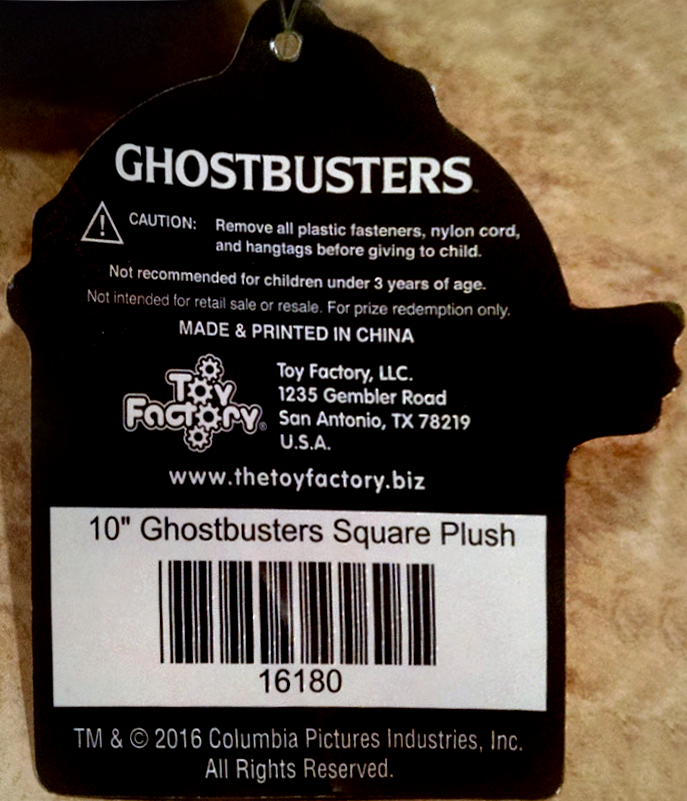 GHOSTBUSTERS™
CAUTION: Remove all plastic fasteners, nylon cord,
and hangtags before giving to child.
Not recommended for children under 3 years of age.
Not intended for retail sale or resale. For prize redemption only.
MADE & PRINTED IN CHINA
Toy
Factory®
Toy Factory, LLC.
1235 Gembler Road
San Antonio, TX 78219
U.S.A.
www.thetoyfactory.biz
10" Ghostbusters Square Plush
16180
TM & © 2016 Columbia Pictures Industries, Inc.
All Rights Reserved.